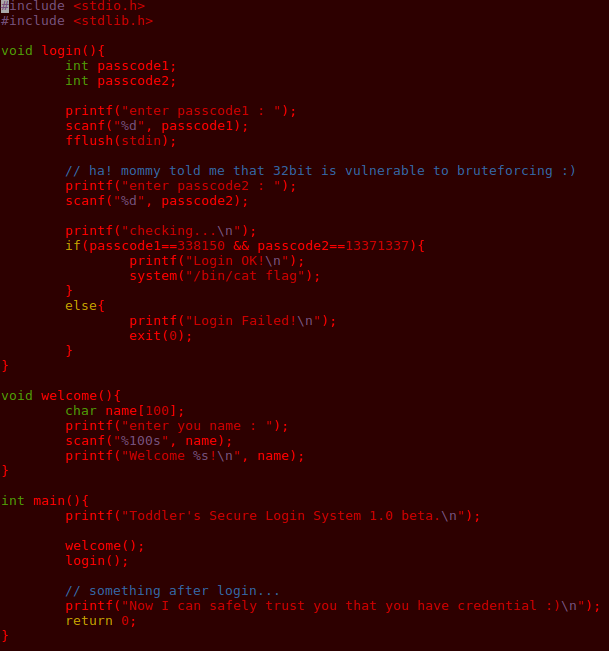 #include <stdio.h>
#include <stdlib.h>

void login(){
        int passcode1;
        int passcode2;

        printf("enter passcode1 : ");
        scanf("%d", passcode1);
        fflush(stdin);

        // ha! mommy told me that 32bit is vulnerable to bruteforcing :)
        printf("enter passcode2 : ");
        scanf("%d", passcode2);

        printf("checking...\n");
        if(passcode1==338150 && passcode2==13371337){
                printf("Login OK!\n");
                system("/bin/cat flag");
        }
        else{
                printf("Login Failed!\n");
                exit(0);
        }
}

void welcome(){
        char name[100];
        printf("enter you name : ");
        scanf("%100s", name);
        printf("Welcome %s!\n", name);
}

int main(){
        printf("Toddler's Secure Login System 1.0 beta.\n");

        welcome();
        login();

        // something after login...
        printf("Now I can safely trust you that you have credential :)\n");
        return 0;
}